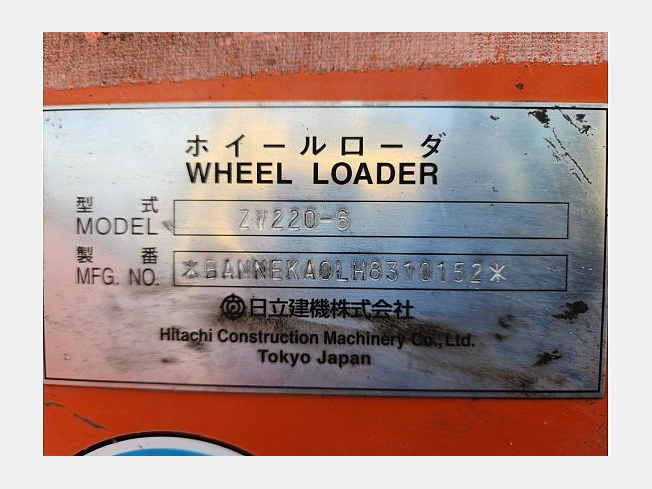 ホイールローダ
WHEEL LOADER
型式
MODEL ZW220-6
製番
MFG. NO. *RANNEKA0LH8310152*
日立建機株式会社
Hitachi Construction Machinery Co., Ltd.
Tokyo Japan